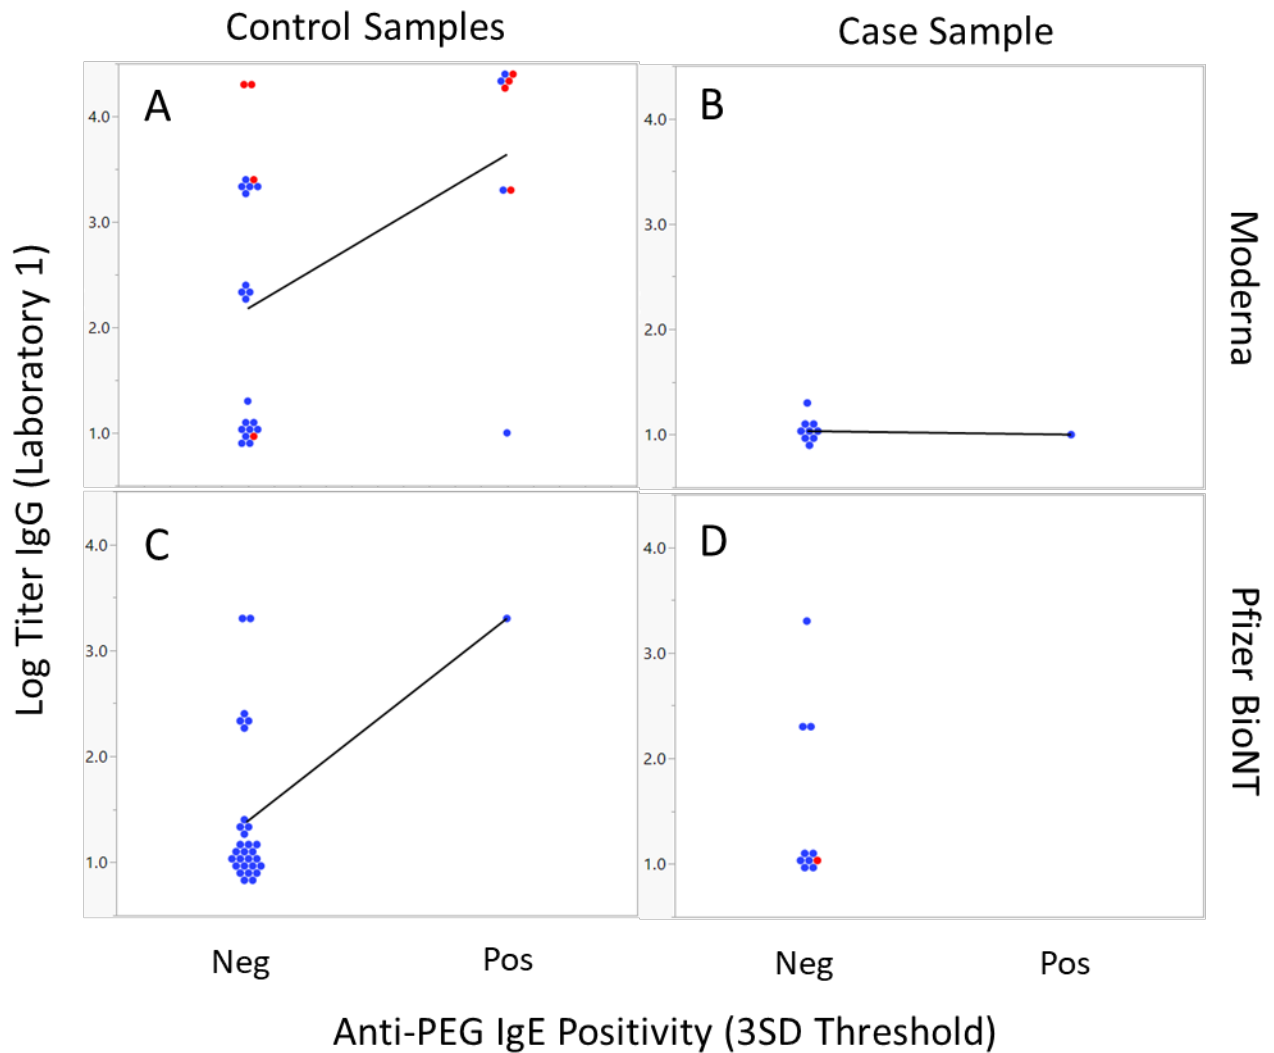 Control Samples
Case Sample
A
4.0
3.0
2.0
1.0
B
4.0
3.0
2.0
1.0
Moderna
Log Titer IgG (Laboratory 1)
C
4.0
3.0
2.0
1.0
D
4.0
3.0
2.0
1.0
Pfizer BioNT
Neg
Pos
Neg
Pos
Anti-PEG IgE Positivity (3SD Threshold)